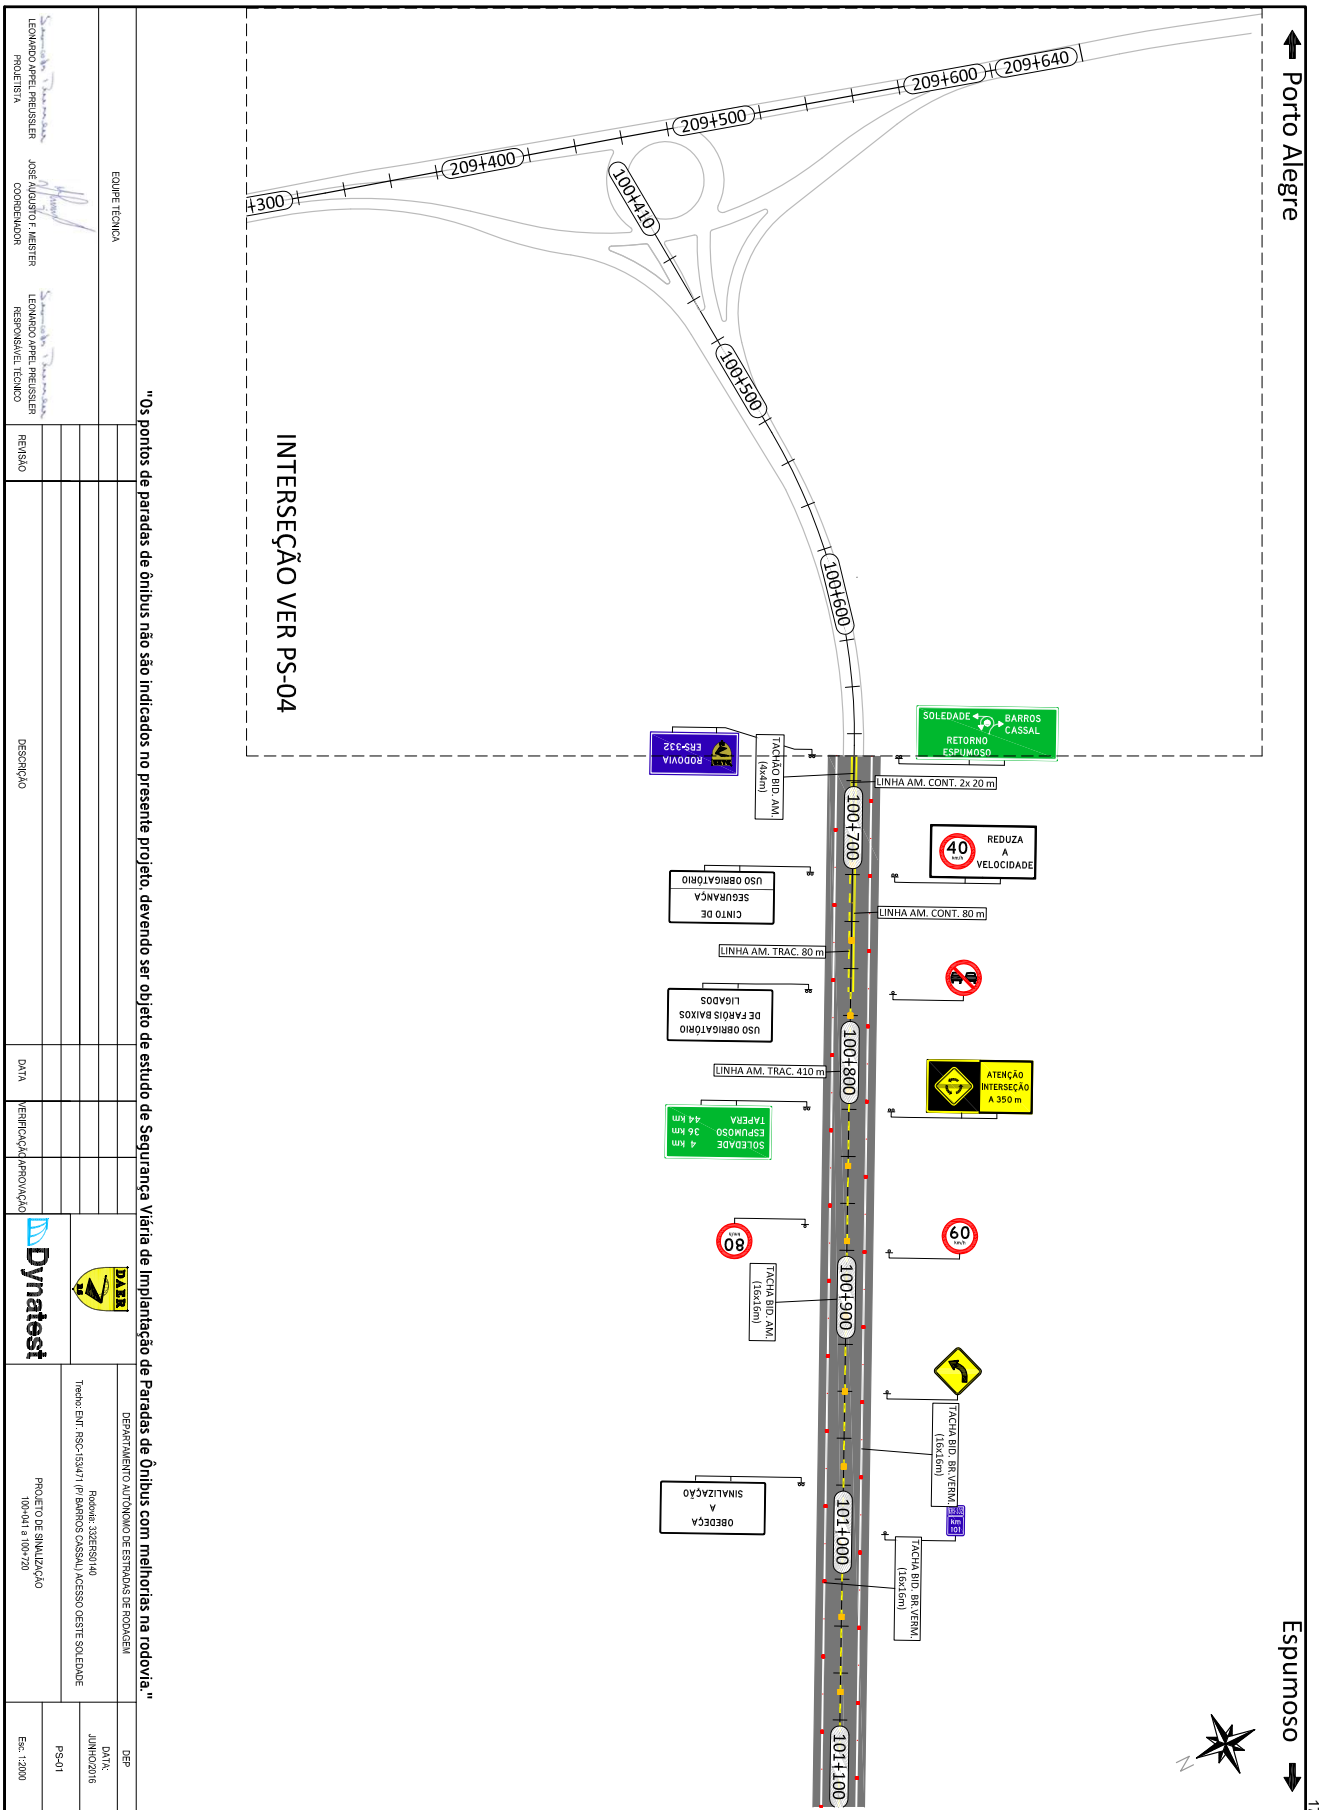 Porto Alegre
Espumoso
N
209+640
209+600
209+500
209+400
+300
100+410
100+500
100+600
100+700
100+800
100+900
101+000
101+100
INTERSEÇÃO VER PS-04
SOLEDADE
BARROS
CASSAL
RETORNO
ESPUMOSO
RODOVIA
ERS-332
TACHÃO BID. AM.
(4x4m)
LINHA AM. CONT. 2x 20 m
40
km/h
REDUZA
A
VELOCIDADE
CINTO DE
SEGURANÇA
USO OBRIGATÓRIO
LINHA AM. CONT. 80 m
LINHA AM. TRAC. 80 m
USO OBRIGATÓRIO
DE FARÓIS BAIXOS
LIGADOS
LINHA AM. TRAC. 410 m
ATENÇÃO
INTERSEÇÃO
A 350 m
SOLEDADE 4 km
ESPUMOSO 36 km
TAPERA 44 km
80
km/h
60
km/h
TACHA BID. AM.
(16x16m)
TACHA BID. BR.VERM.
(16x16m)
km
101
TACHA BID. BR.VERM.
(16x16m)
OBEDEÇA
A
SINALIZAÇÃO
"Os pontos de paradas de ônibus não são indicados no presente projeto, devendo ser objeto de estudo de Segurança Viária de Implantação de Paradas de Ônibus com melhorias na rodovia."
EQUIPE TÉCNICA
LEONARDO APPEL PREUSSLER
PROJETISTA
JOSÉ AUGUSTO F. MEISTER
COORDENADOR
LEONARDO APPEL PREUSSLER
RESPONSÁVEL TÉCNICO
REVISÃO
DESCRIÇÃO
DATA
VERIFICAÇÃO
APROVAÇÃO
DAER
RS
Dynatest
DEPARTAMENTO AUTÔNOMO DE ESTRADAS DE RODAGEM
Rodovia: 332ERS0140
Trecho: ENT. RSC-153/471 (P/ BARROS CASSAL) ACESSO OESTE SOLEDADE
PROJETO DE SINALIZAÇÃO
100+041 a 100+720
DEP
DATA:
JUNHO/2016
PS-01
Esc. 1:2000